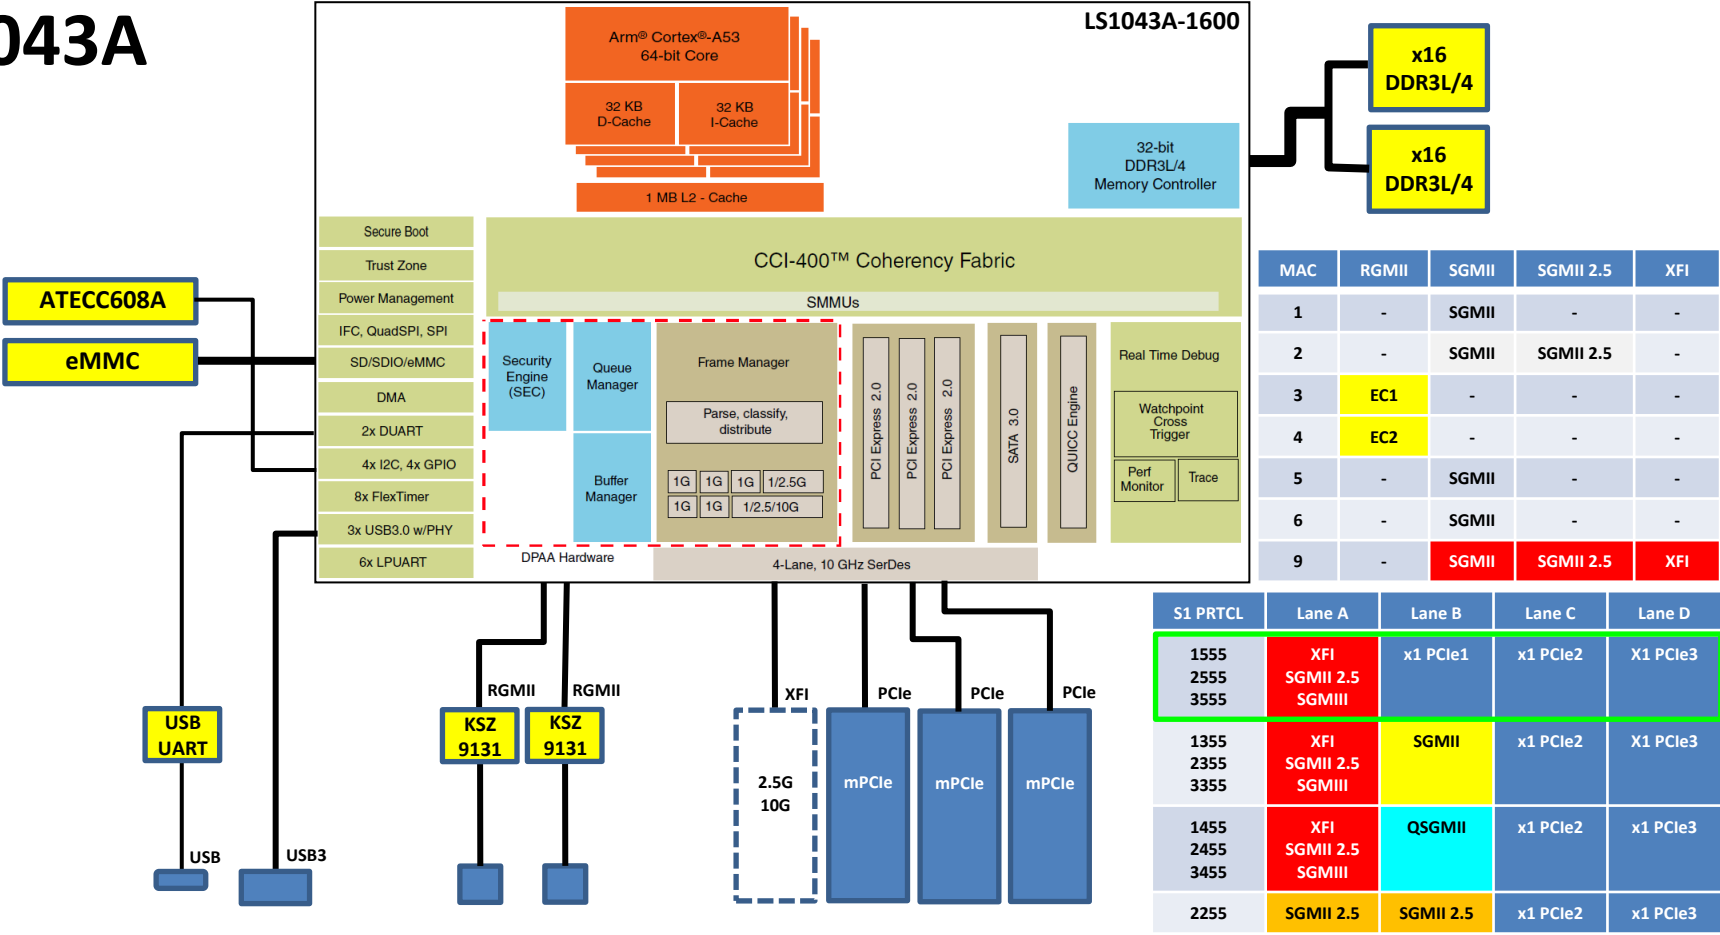 043A
LS1043A-1600
Arm® Cortex®-A53
64-bit Core
32 KB
D-Cache
32 KB
I-Cache
1 MB L2 - Cache
32-bit
DDR3L/4
Memory Controller
x16
DDR3L/4
x16
DDR3L/4
Secure Boot
Trust Zone
Power Management
IFC, QuadSPI, SPI
SD/SDIO/eMMC
DMA
2x DUART
4x I2C, 4x GPIO
8x FlexTimer
3x USB3.0 w/PHY
6x LPUART
CCI-400™ Coherency Fabric
SMMUs
ATECC608A
eMMC
Security
Engine
(SEC)
Queue
Manager
Buffer
Manager
Frame Manager
Parse, classify,
distribute
1G 1G 1G 1/2.5G
1G 1G 1/2.5/10G
DPAA Hardware
PCI Express 2.0
PCI Express 2.0
PCI Express 2.0
SATA 3.0
QUICC Engine
Real Time Debug
Watchpoint
Cross
Trigger
Perf
Monitor
Trace
4-Lane, 10 GHz SerDes
MAC RGMII SGMII SGMII 2.5 XFI
1 - SGMII - -
2 - SGMII SGMII 2.5 -
3 EC1 - - -
4 EC2 - - -
5 - SGMII - -
6 - SGMII - -
9 - SGMII SGMII 2.5 XFI
S1 PRTCL Lane A Lane B Lane C Lane D
1555 XFI x1 PCIe1 x1 PCIe2 X1 PCIe3
2555 SGMII 2.5
3555 SGMIII
1355 XFI SGMII x1 PCIe2 X1 PCIe3
2355 SGMII 2.5
3355 SGMIII
1455 XFI QSGMII x1 PCIe2 x1 PCIe3
2455 SGMII 2.5
3455 SGMIII
2255 SGMII 2.5 SGMII 2.5 x1 PCIe2 x1 PCIe3
RGMII
RGMII
XFI
PCIe
PCIe
PCIe
USB
UART
KSZ
9131
KSZ
9131
2.5G
10G
mPCIe
mPCIe
mPCIe
USB
USB3